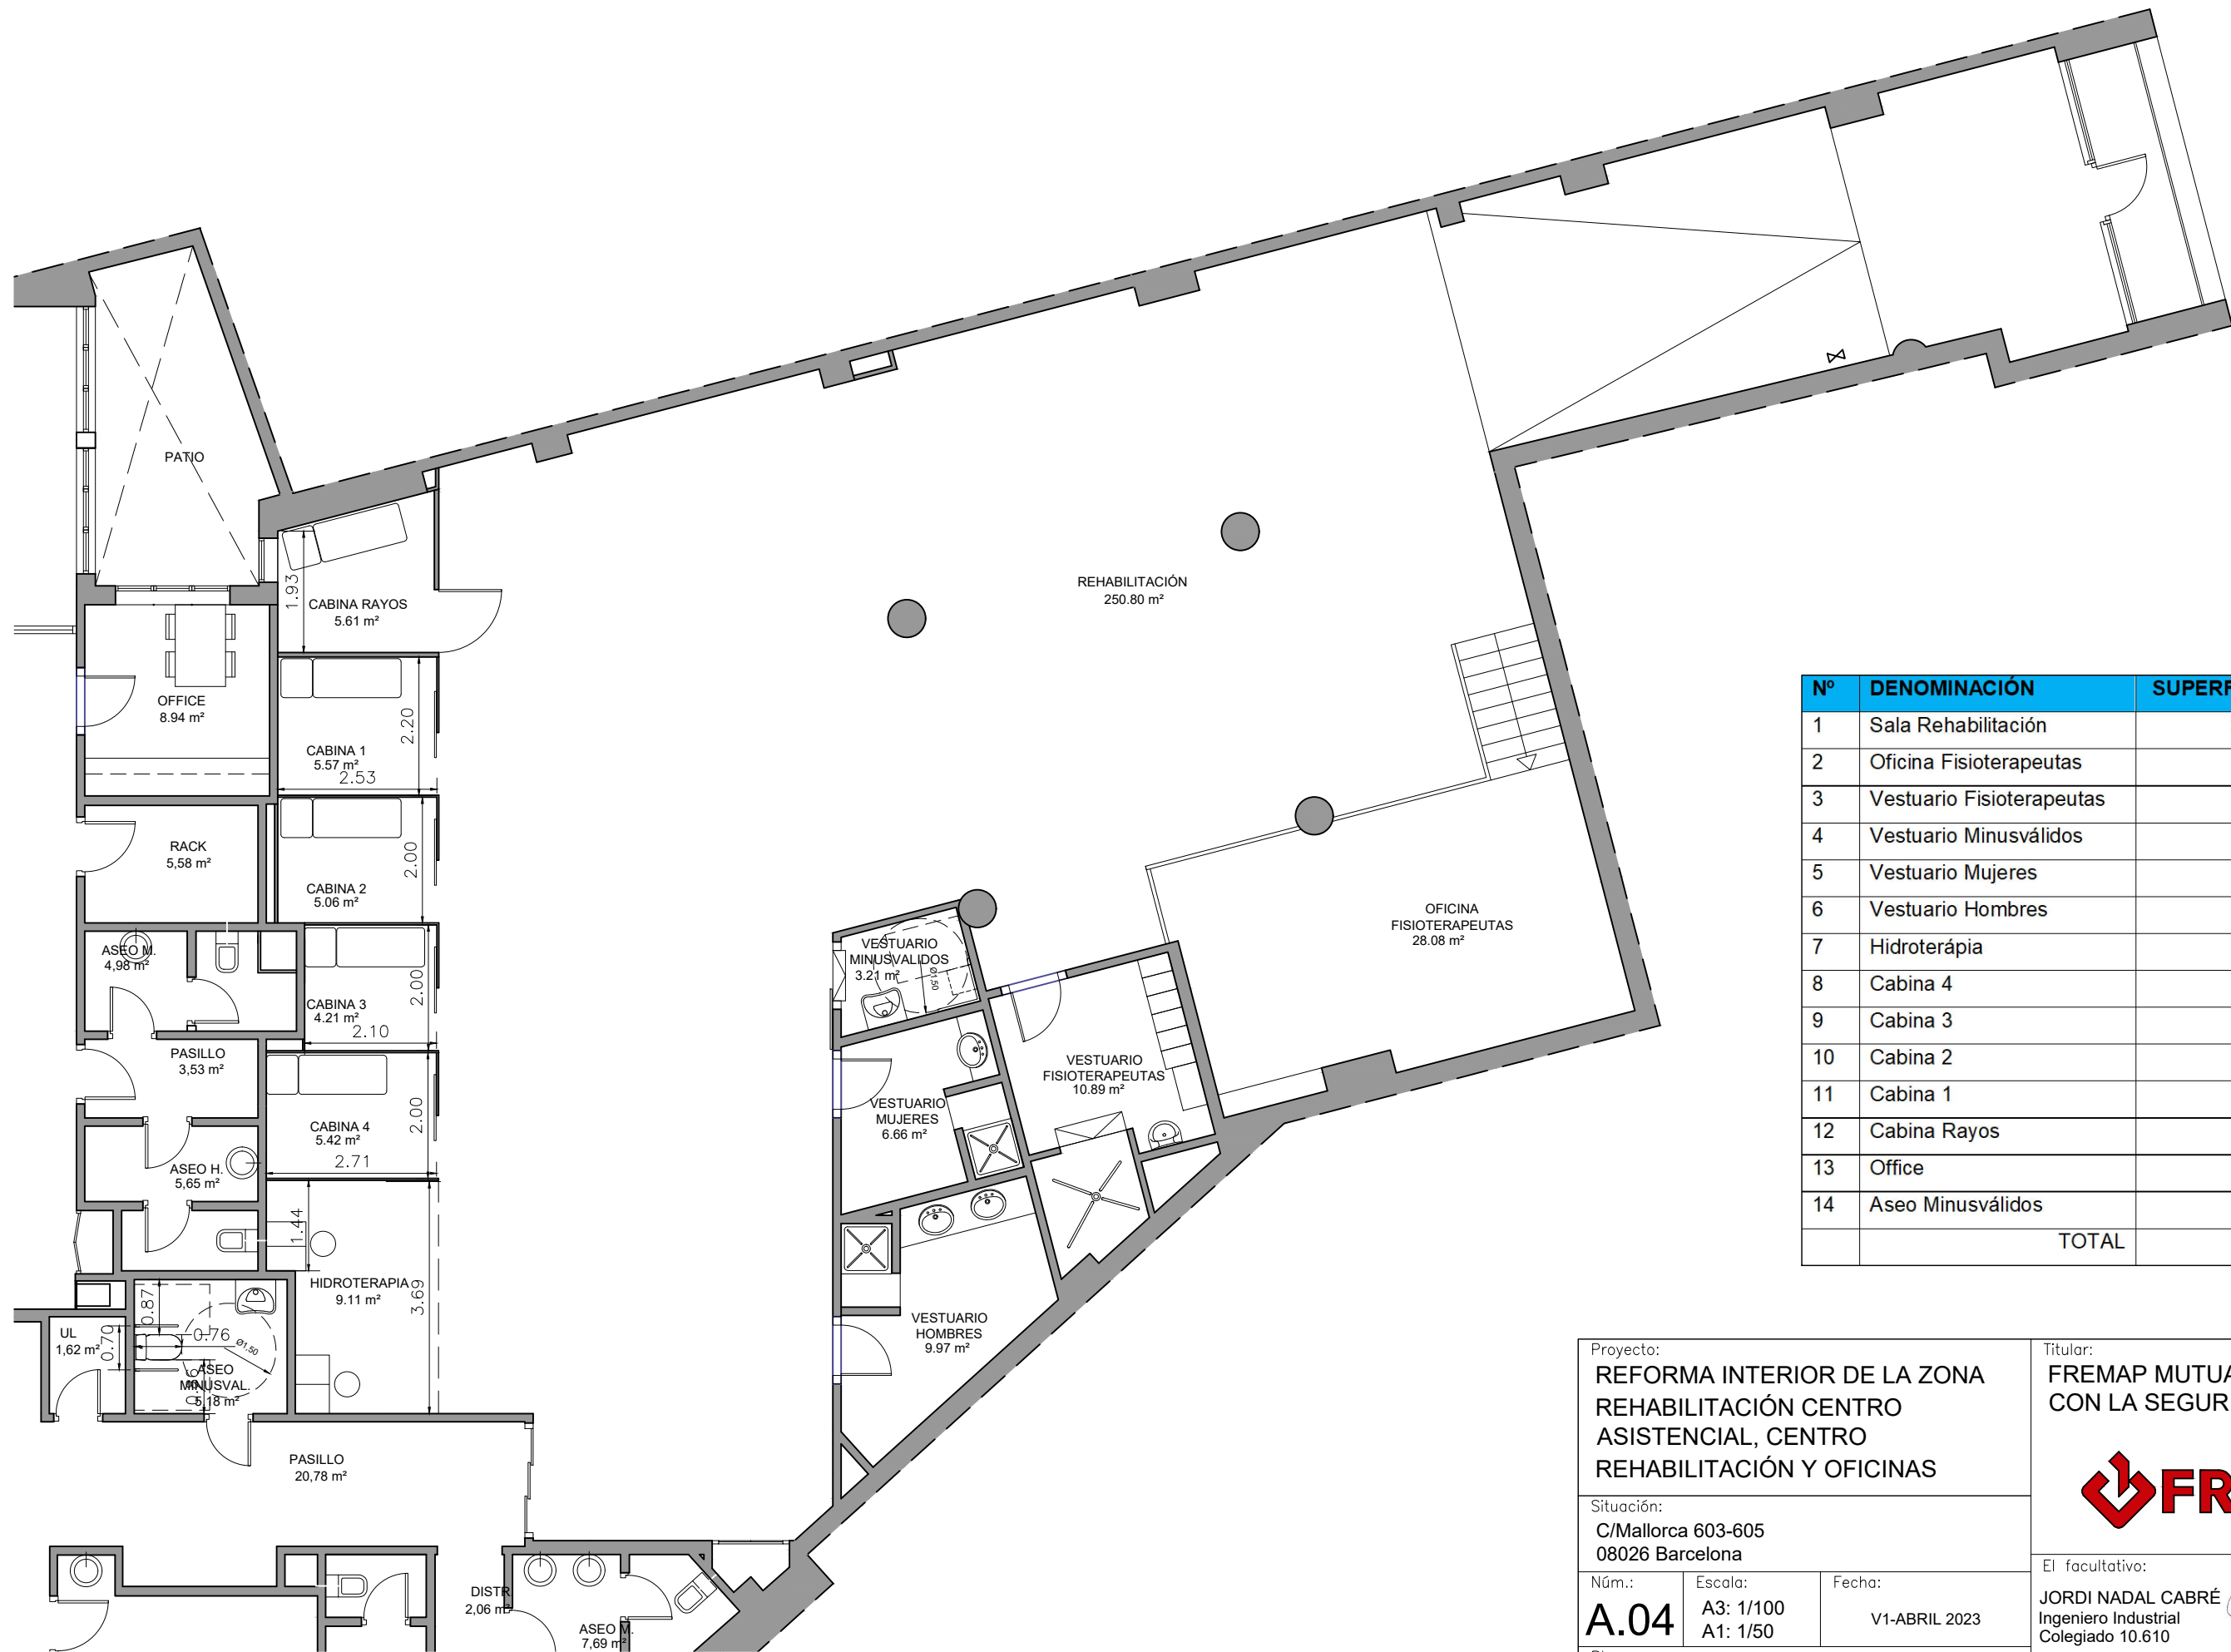 PATIO
REHABILITACIÓN
250.80 m²
1.93
CABINA RAYOS
5.61 m²
OFFICE
8.94 m²
2.20
CABINA 1
5.57 m²
2.53
RACK
5,58 m²
2.00
CABINA 2
5.06 m²
ASEO M.
4,98 m²
2.00
CABINA 3
4.21 m²
2.10
PASILLO
3,53 m²
2.00
CABINA 4
5.42 m²
2.71
ASEO H.
5,65 m²
1.44
HIDROTERAPIA
9.11 m²
3.69
0.87
0.70
0.76
Ø1,50
UL
1,62 m²
ASEO
MINUSVAL.
5,18 m²
PASILLO
20,78 m²
DISTR.
2,06 m²
ASEO M.
7,69 m²
VESTUARIO
MINUSVALIDOS
3.21 m²
Ø1,50
VESTUARIO
MUJERES
6.66 m²
VESTUARIO
FISIOTERAPEUTAS
10.89 m²
VESTUARIO
HOMBRES
9.97 m²
OFICINA
FISIOTERAPEUTAS
28.08 m²
Nº DENOMINACIÓN SUPERF
1 Sala Rehabilitación
2 Oficina Fisioterapeutas
3 Vestuario Fisioterapeutas
4 Vestuario Minusválidos
5 Vestuario Mujeres
6 Vestuario Hombres
7 Hidroterápia
8 Cabina 4
9 Cabina 3
10 Cabina 2
11 Cabina 1
12 Cabina Rayos
13 Office
14 Aseo Minusválidos
TOTAL
Proyecto:
REFORMA INTERIOR DE LA ZONA
REHABILITACIÓN CENTRO
ASISTENCIAL, CENTRO
REHABILITACIÓN Y OFICINAS
Situación:
C/Mallorca 603-605
08026 Barcelona
Núm.:
A.04
Escala:
A3: 1/100
A1: 1/50
Fecha:
V1-ABRIL 2023
Titular:
FREMAP MUTUA
CON LA SEGUR
FR
El facultativo:
JORDI NADAL CABRÉ
Ingeniero Industrial
Colegiado 10.610